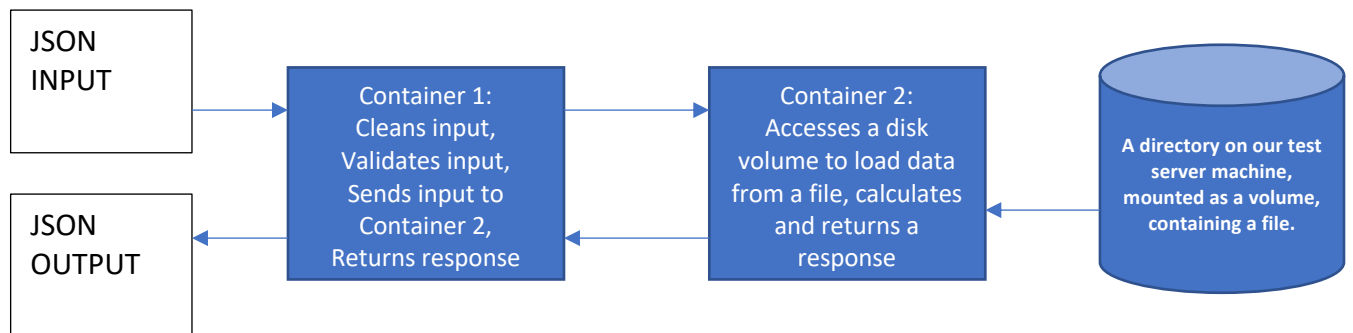 JSON
INPUT
JSON
OUTPUT
Container 1:
Cleans input,
Validates input,
Sends input to
Container 2,
Returns response
Container 2:
Accesses a disk
volume to load data
from a file, calculates
and returns a
response
A directory on our test
server machine,
mounted as a volume,
containing a file.